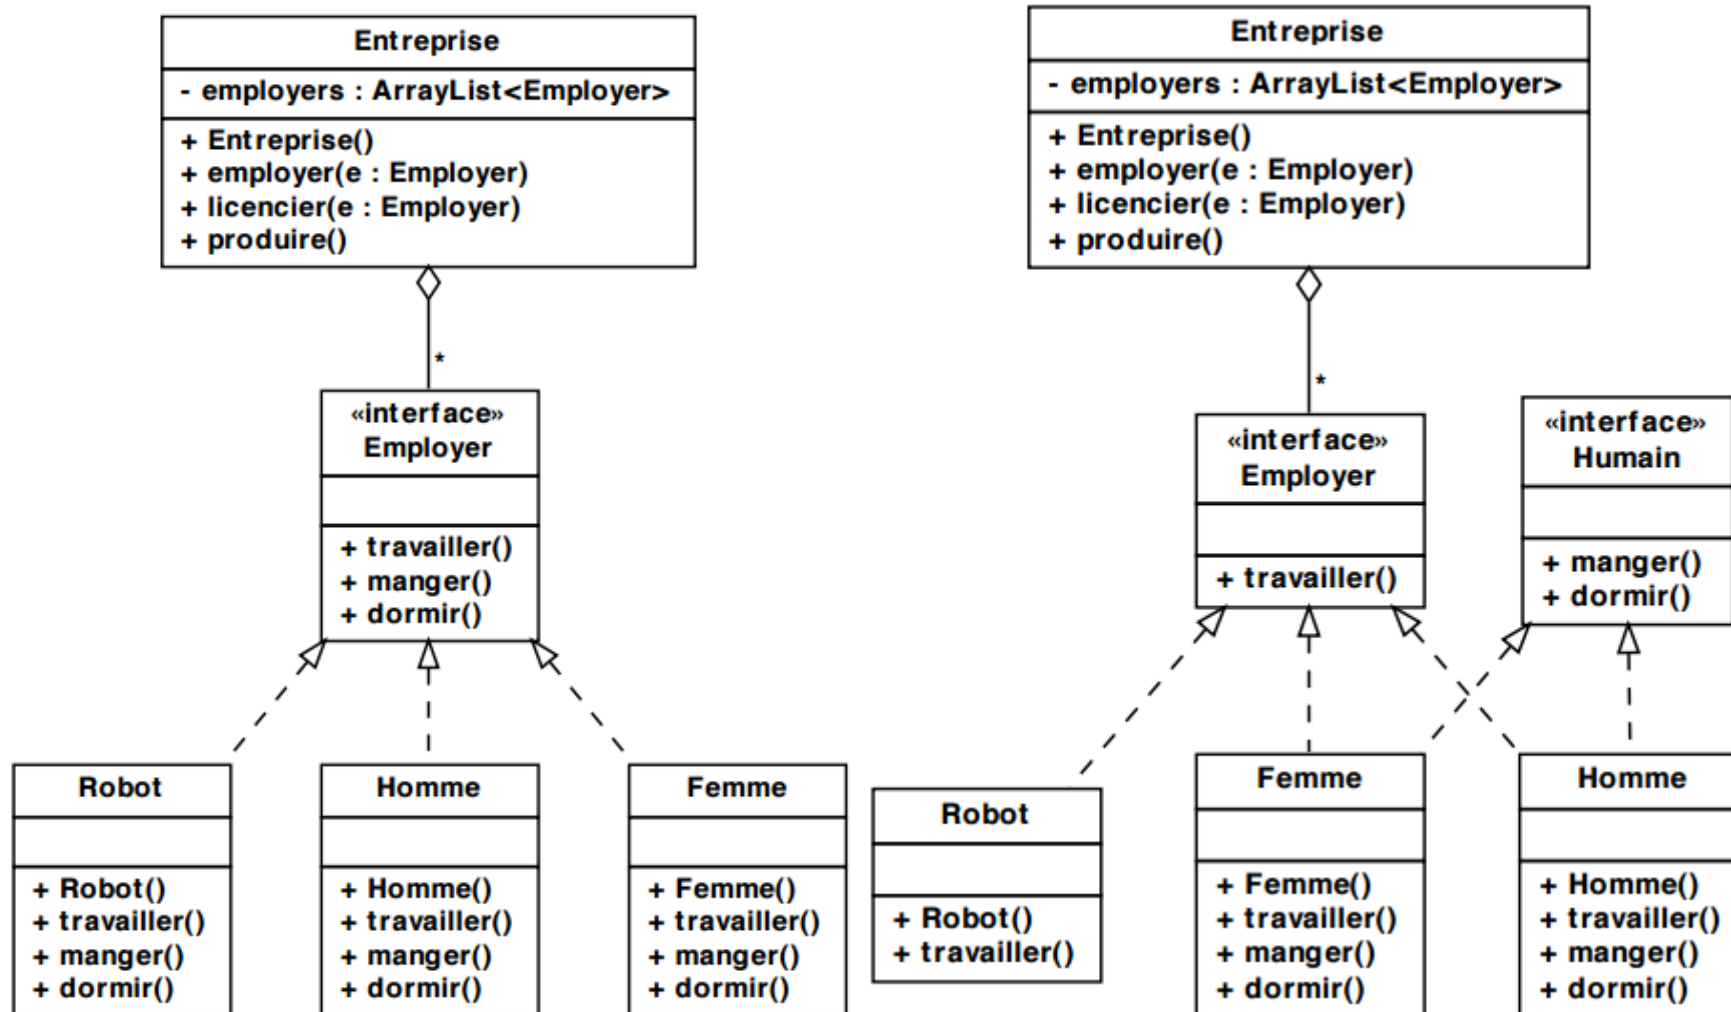 Entreprise
- employers : ArrayList<Employer>
+ Entreprise()
+ employer(e : Employer)
+ licencier(e : Employer)
+ produire()
*
«interface»
Employer
+ travailler()
+ manger()
+ dormir()
Robot
+ Robot()
+ travailler()
+ manger()
+ dormir()
Homme
+ Homme()
+ travailler()
+ manger()
+ dormir()
Femme
+ Femme()
+ travailler()
+ manger()
+ dormir()
Entreprise
- employers : ArrayList<Employer>
+ Entreprise()
+ employer(e : Employer)
+ licencier(e : Employer)
+ produire()
*
«interface»
Employer
+ travailler()
«interface»
Humain
+ manger()
+ dormir()
Robot
+ Robot()
+ travailler()
Femme
+ Femme()
+ travailler()
+ manger()
+ dormir()
Homme
+ Homme()
+ travailler()
+ manger()
+ dormir()